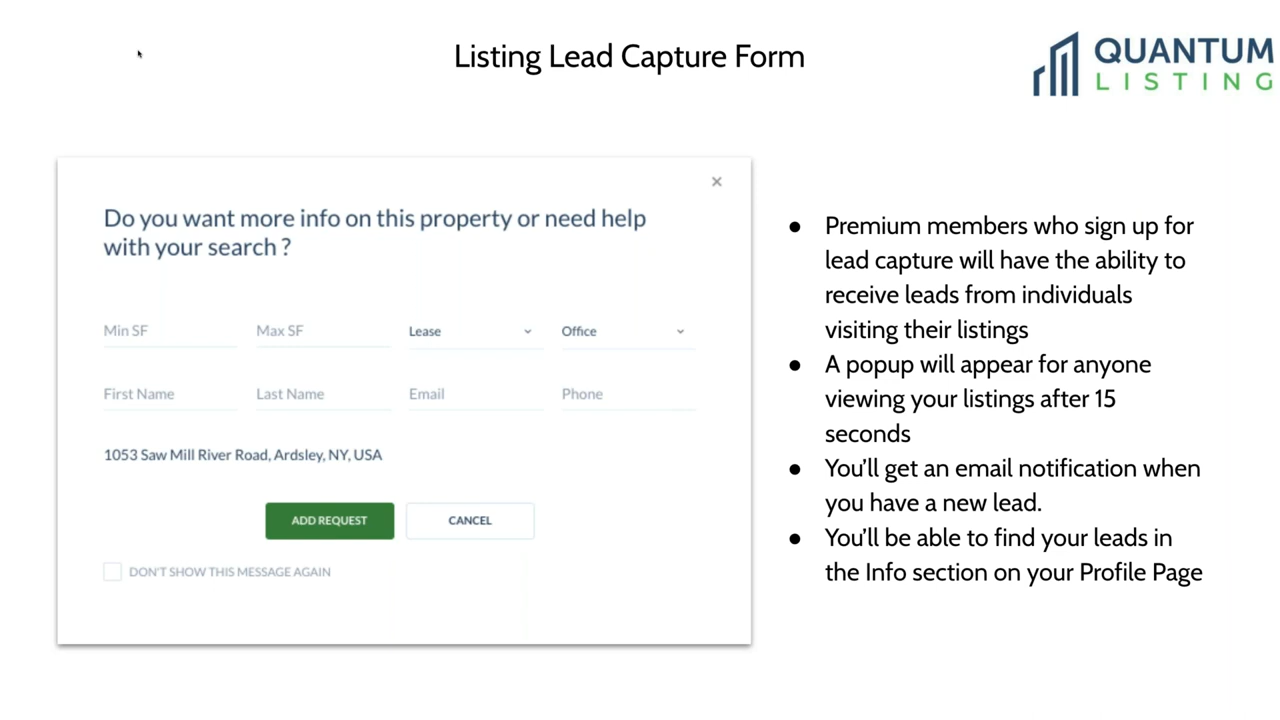 Listing Lead Capture Form
QUANTUM
LISTING
×
Do you want more info on this property or need help
with your search ?
Min SF Max SF Lease Office
First Name Last Name Email Phone
1053 Saw Mill River Road, Ardsley, NY, USA
ADD REQUEST CANCEL
DON'T SHOW THIS MESSAGE AGAIN
● Premium members who sign up for
lead capture will have the ability to
receive leads from individuals
visiting their listings
● A popup will appear for anyone
viewing your listings after 15
seconds
● You'll get an email notification when
you have a new lead.
● You'll be able to find your leads in
the Info section on your Profile Page